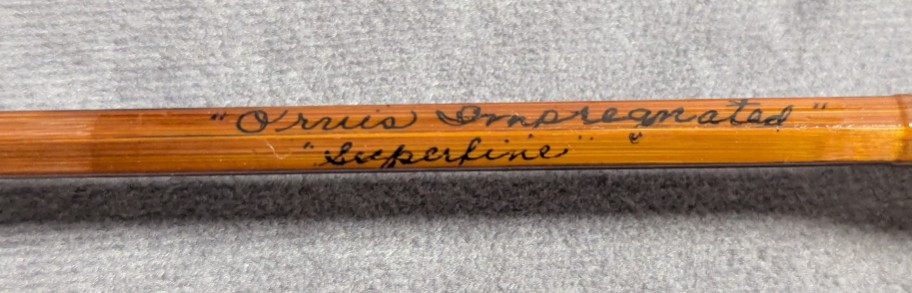 "Orvis Impregnated"
"Superfine"